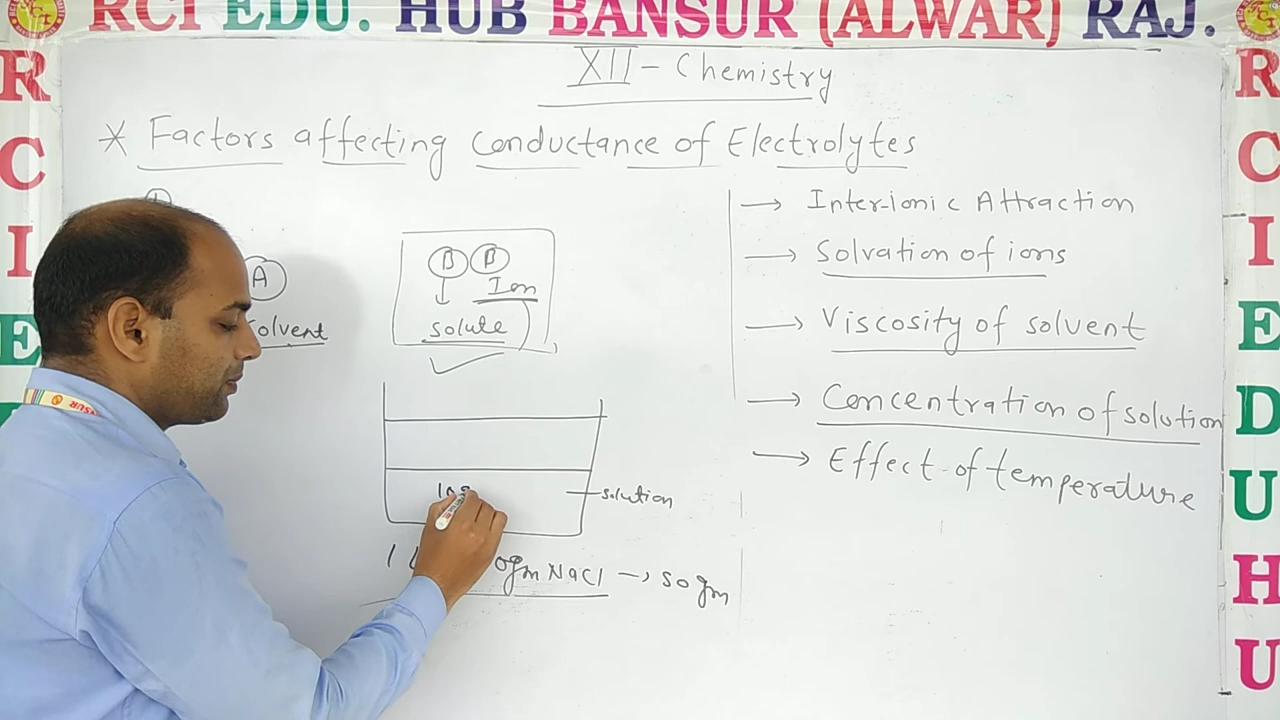 RCI EDU. HUB BANSUR (ALWAR) RAJ.
R
C
I
E
R
C
I
E
D
U
H
U
XII - Chemistry
* Factors affecting Conductance of Electrolytes
A
Solvent
B B
Ion
solute
solution
NaCl → 50 gm
→ Inter-ionic Attraction
→ Solvation of ions
→ Viscosity of solvent
→ Concentration of solution
→ Effect of temperature